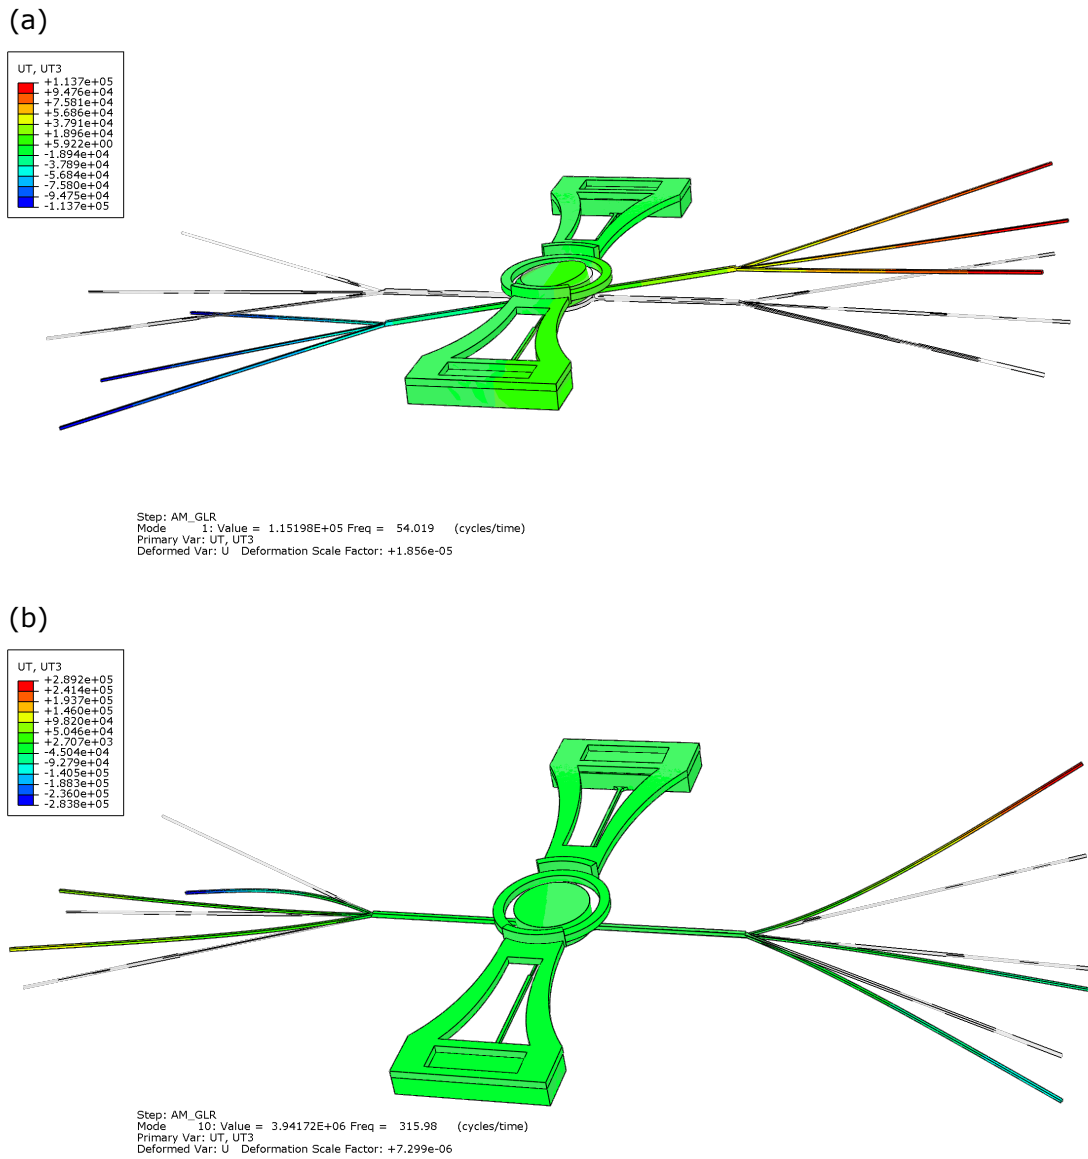 (a)
UT, UT3
+1.137e+05
+9.476e+04
+7.581e+04
+5.686e+04
+3.791e+04
+1.896e+04
+5.922e+00
-1.894e+04
-3.789e+04
-5.684e+04
-7.580e+04
-9.475e+04
-1.137e+05
Step: AM_GLR
Mode 1: Value = 1.15198E+05 Freq = 54.019 (cycles/time)
Primary Var: UT, UT3
Deformed Var: U Deformation Scale Factor: +1.856e-05
(b)
UT, UT3
+2.892e+05
+2.414e+05
+1.937e+05
+1.460e+05
+9.820e+04
+5.046e+04
+2.707e+03
-4.504e+04
-9.279e+04
-1.405e+05
-1.883e+05
-2.360e+05
-2.838e+05
Step: AM_GLR
Mode 10: Value = 3.94172E+06 Freq = 315.98 (cycles/time)
Primary Var: UT, UT3
Deformed Var: U Deformation Scale Factor: +7.299e-06